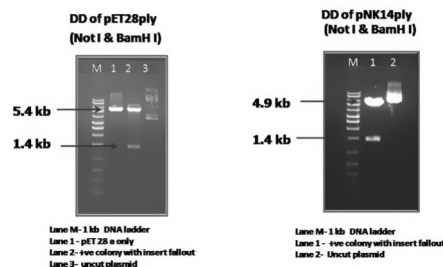 DD of pET28ply
(Not I & BamH I)
M 1 2 3
5.4 kb
1.4 kb
Lane M- 1 kb DNA ladder
Lane 1 - pET 28 a only
Lane 2- +ve colony with insert fallout
Lane 3- uncut plasmid
DD of pNK14ply
(Not I & BamH I)
M 1 2
4.9 kb
1.4 kb
Lane M- 1 kb DNA ladder
Lane 1 - +ve colony with insert fallout
Lane 2- Uncut plasmid